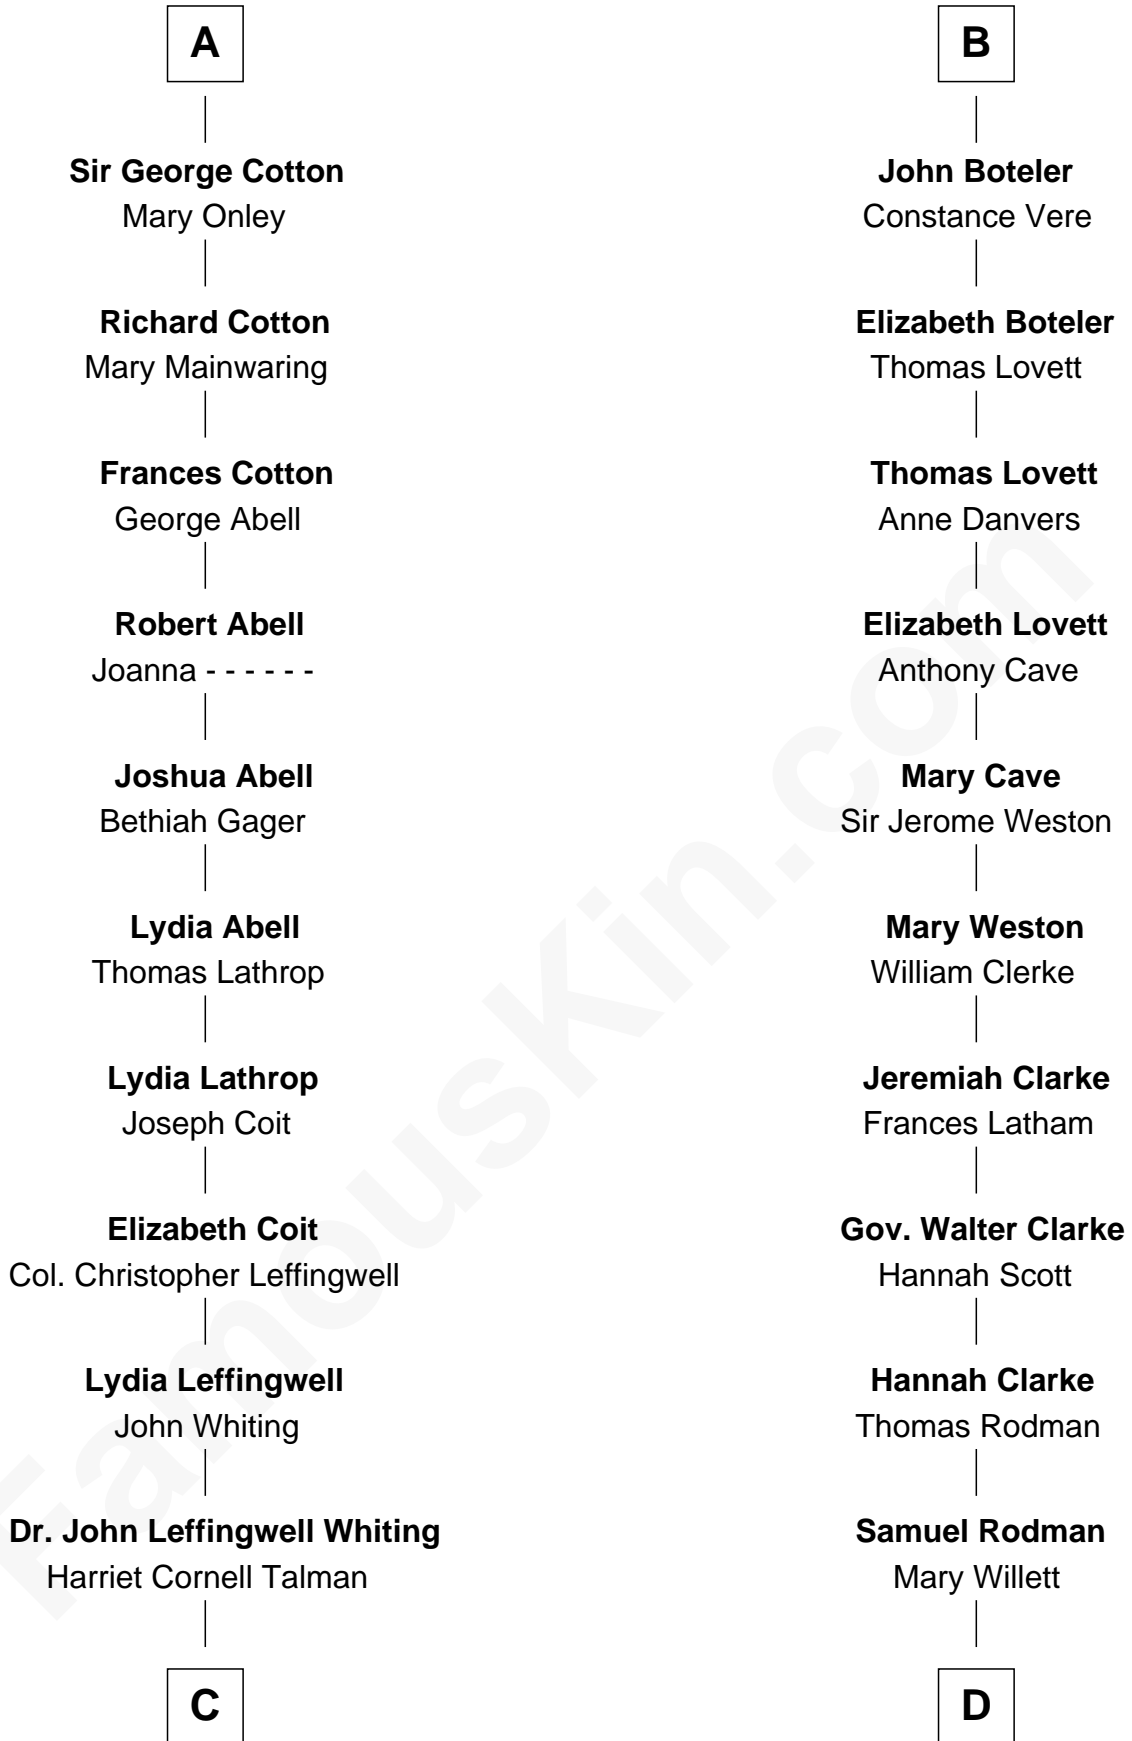 A
Sir George Cotton
Mary Onley
Richard Cotton
Mary Mainwaring
Frances Cotton
George Abell
Robert Abell
Joanna - - - - - -
Joshua Abell
Bethiah Gager
Lydia Abell
Thomas Lathrop
Lydia Lathrop
Joseph Coit
Elizabeth Coit
Col. Christopher Leffingwell
Lydia Leffingwell
John Whiting
Dr. John Leffingwell Whiting
Harriet Cornell Talman
C
B
John Boteler
Constance Vere
Elizabeth Boteler
Thomas Lovett
Thomas Lovett
Anne Danvers
Elizabeth Lovett
Anthony Cave
Mary Cave
Sir Jerome Weston
Mary Weston
William Clerke
Jeremiah Clarke
Frances Latham
Gov. Walter Clarke
Hannah Scott
Hannah Clarke
Thomas Rodman
Samuel Rodman
Mary Willett
D
FamousKin.com